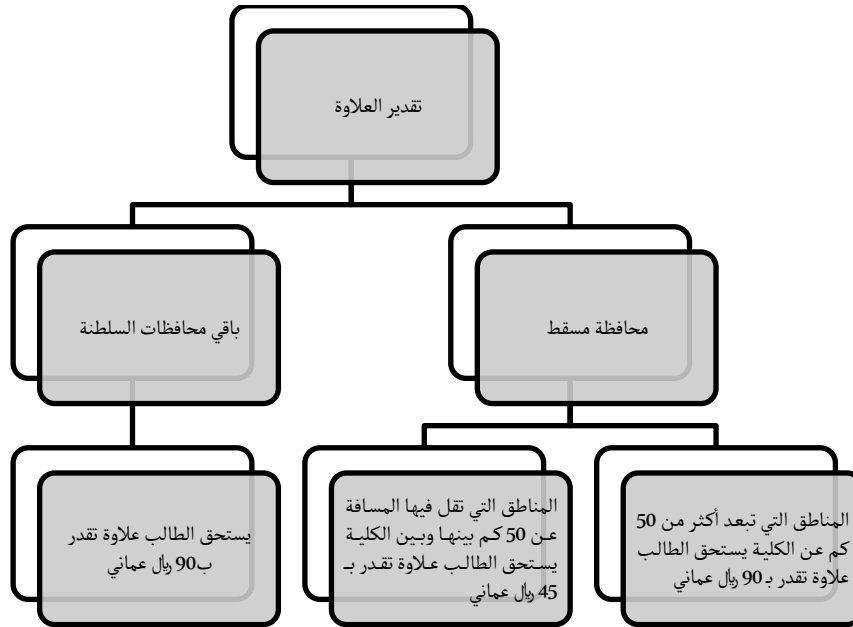 تقدير العلاوة
محافظة مسقط
باقي محافظات السلطنة
المناطق التي تبعد أكثر من 50
كم عن الكلية يستحق الطالب
علاوة تقدر بـ 90 ريال عماني
المناطق التي تقل فيها المسافة
عن 50 كم بينها وبين الكلية
يستحق الطالب علاوة تقدر بـ
45 ريال عماني
يستحق الطالب علاوة تقدر
ب90 ريال عماني